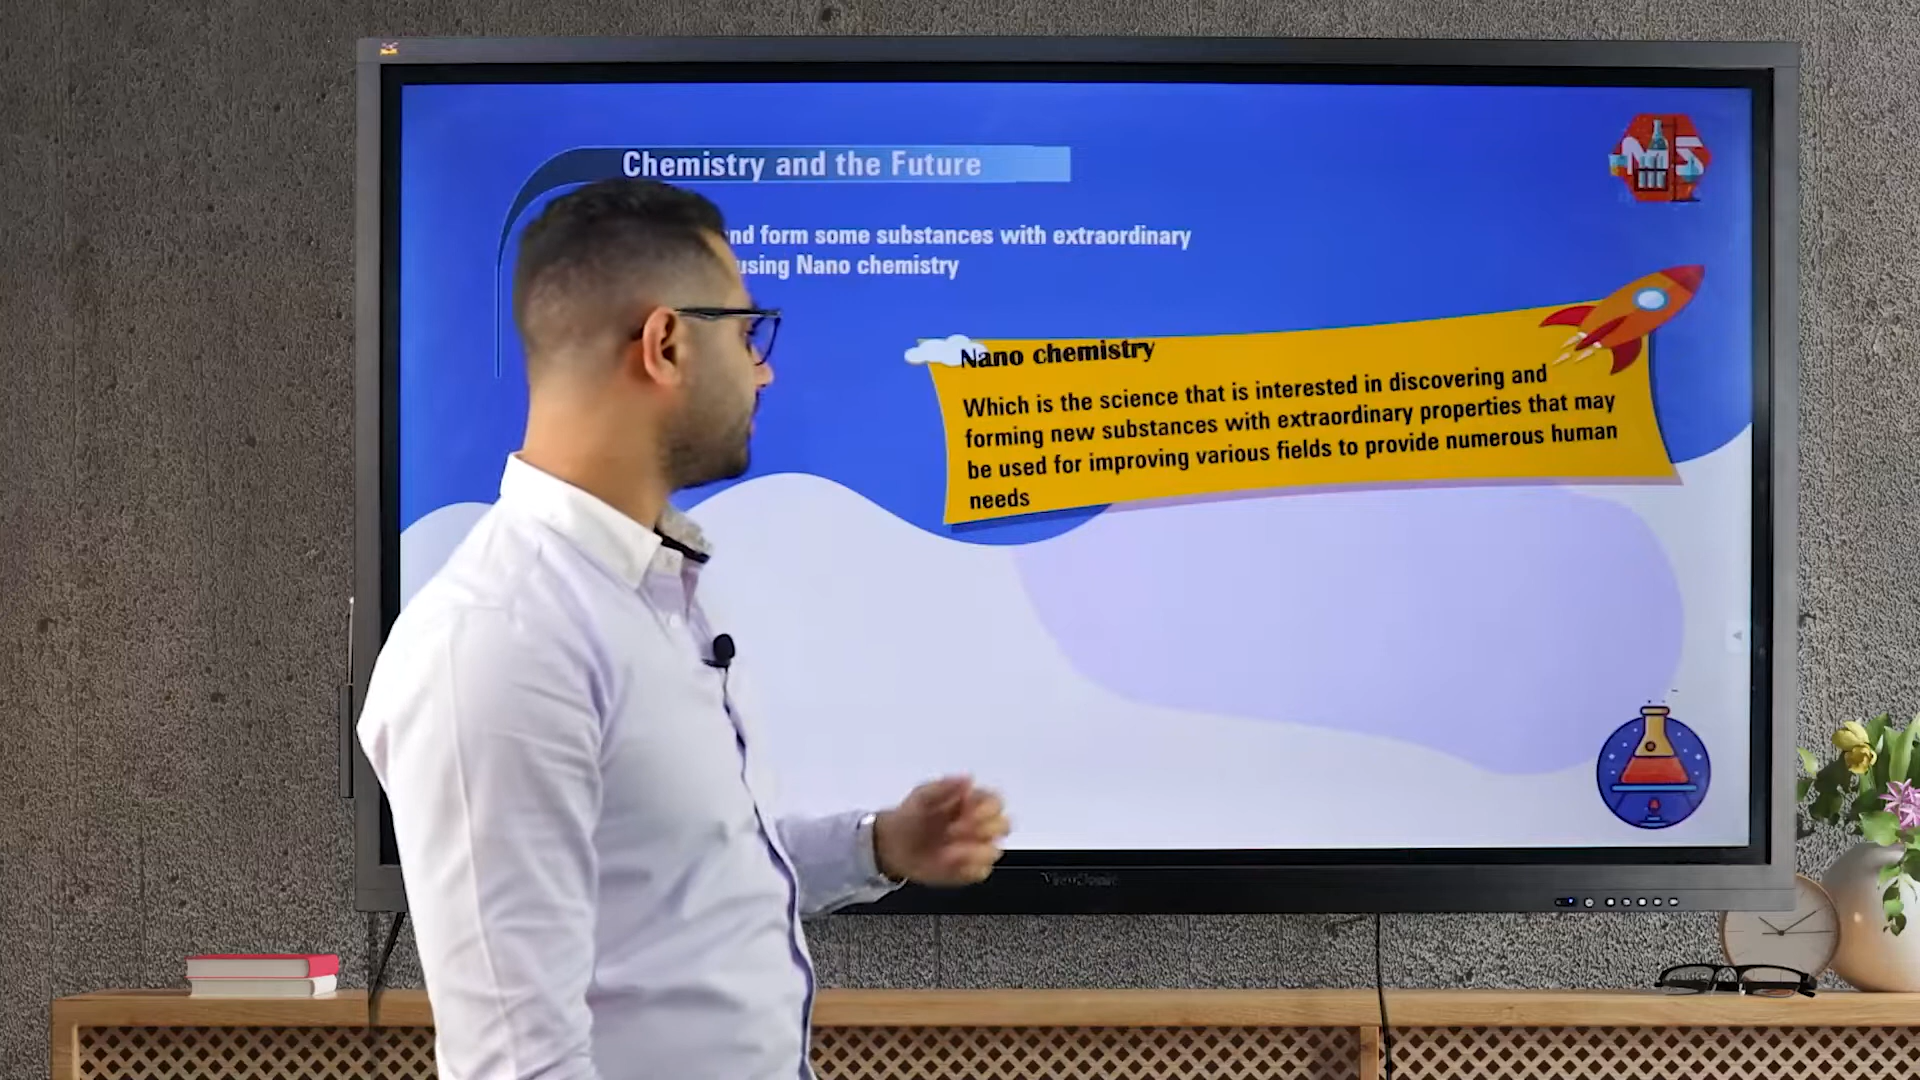 Chemistry and the Future
nd form some substances with extraordinary
using Nano chemistry
Nano chemistry
Which is the science that is interested in discovering and
forming new substances with extraordinary properties that may
be used for improving various fields to provide numerous human
needs
MS
ViewSonic